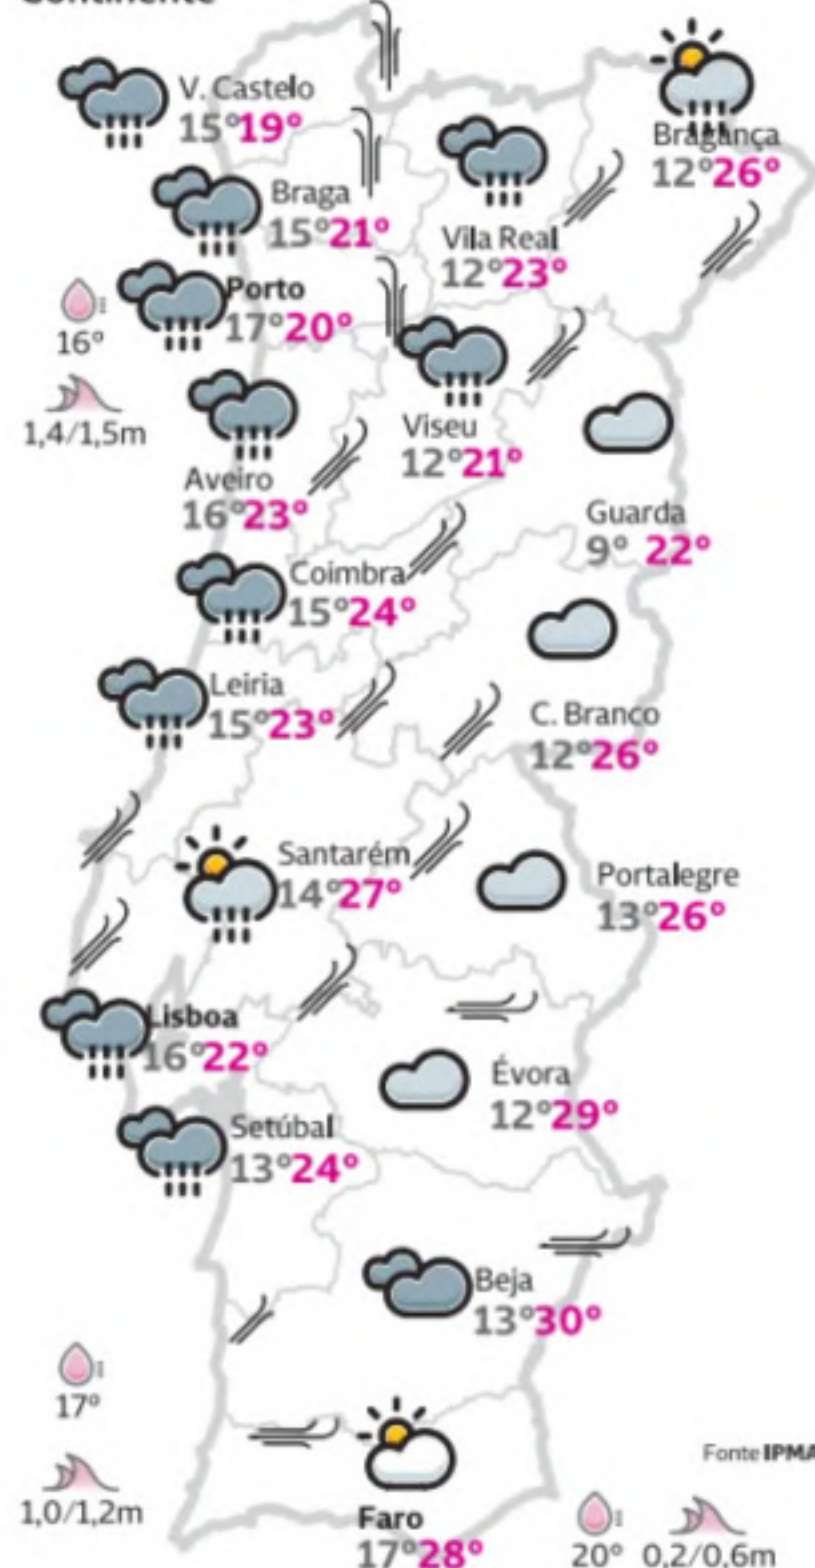 Continente
V. Castelo
15° 19°
Bragança
12° 26°
Braga
15° 21°
Vila Real
12° 23°
Porto
17° 20°
16°
1,4/1,5m
Viseu
12° 21°
Aveiro
16° 23°
Guarda
9° 22°
Coimbra
15° 24°
Leiria
15° 23°
C. Branco
12° 26°
Santarém
14° 27°
Portalegre
13° 26°
Lisboa
16° 22°
Évora
12° 29°
Setúbal
13° 24°
Beja
13° 30°
17°
1,0/1,2m
Fonte IPMA
Faro
17° 28°
20° 0,2/0,6m